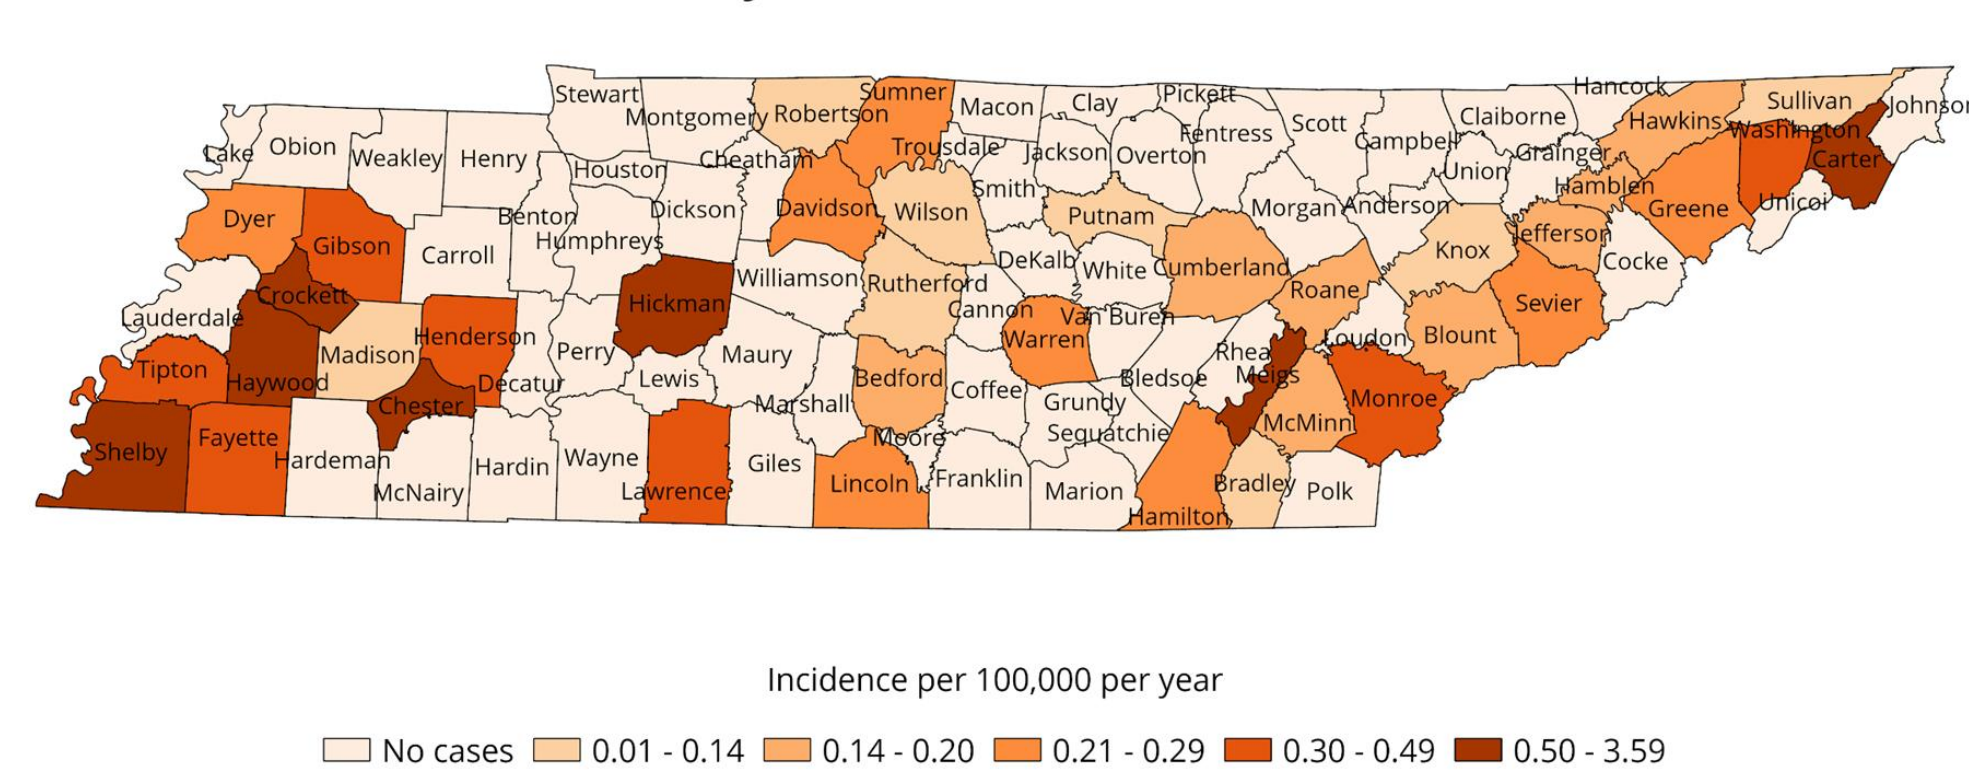 Stewart
Montgomery
Robertson
Sumner
Macon
Clay
Pickett
Fentress
Scott
Campbell
Claiborne
Hancock
Hawkins
Sullivan
Johnson
Lake
Obion
Weakley
Henry
Houston
Cheatham
Trousdale
Jackson
Overton
Union
Grainger
Washington
Carter
Smith
Hamblen
Dyer
Gibson
Carroll
Benton
Humphreys
Dickson
Davidson
Wilson
Putnam
Morgan
Anderson
Knox
Jefferson
Greene
Unicoi
Cocke
Crockett
Hickman
Williamson
Rutherford
Cannon
DeKalb
White
Cumberland
Roane
Sevier
Lauderdale
Henderson
Warren
Van Buren
Loudon
Blount
Tipton
Haywood
Madison
Decatur
Perry
Lewis
Maury
Bedford
Coffee
Bledsoe
Rhea
Meigs
Monroe
Chester
Marshall
Grundy
McMinn
Shelby
Fayette
Hardeman
McNairy
Hardin
Wayne
Lawrence
Giles
Moore
Lincoln
Franklin
Sequatchie
Marion
Hamilton
Bradley
Polk
Incidence per 100,000 per year
No cases 0.01 - 0.14 0.14 - 0.20 0.21 - 0.29 0.30 - 0.49 0.50 - 3.59